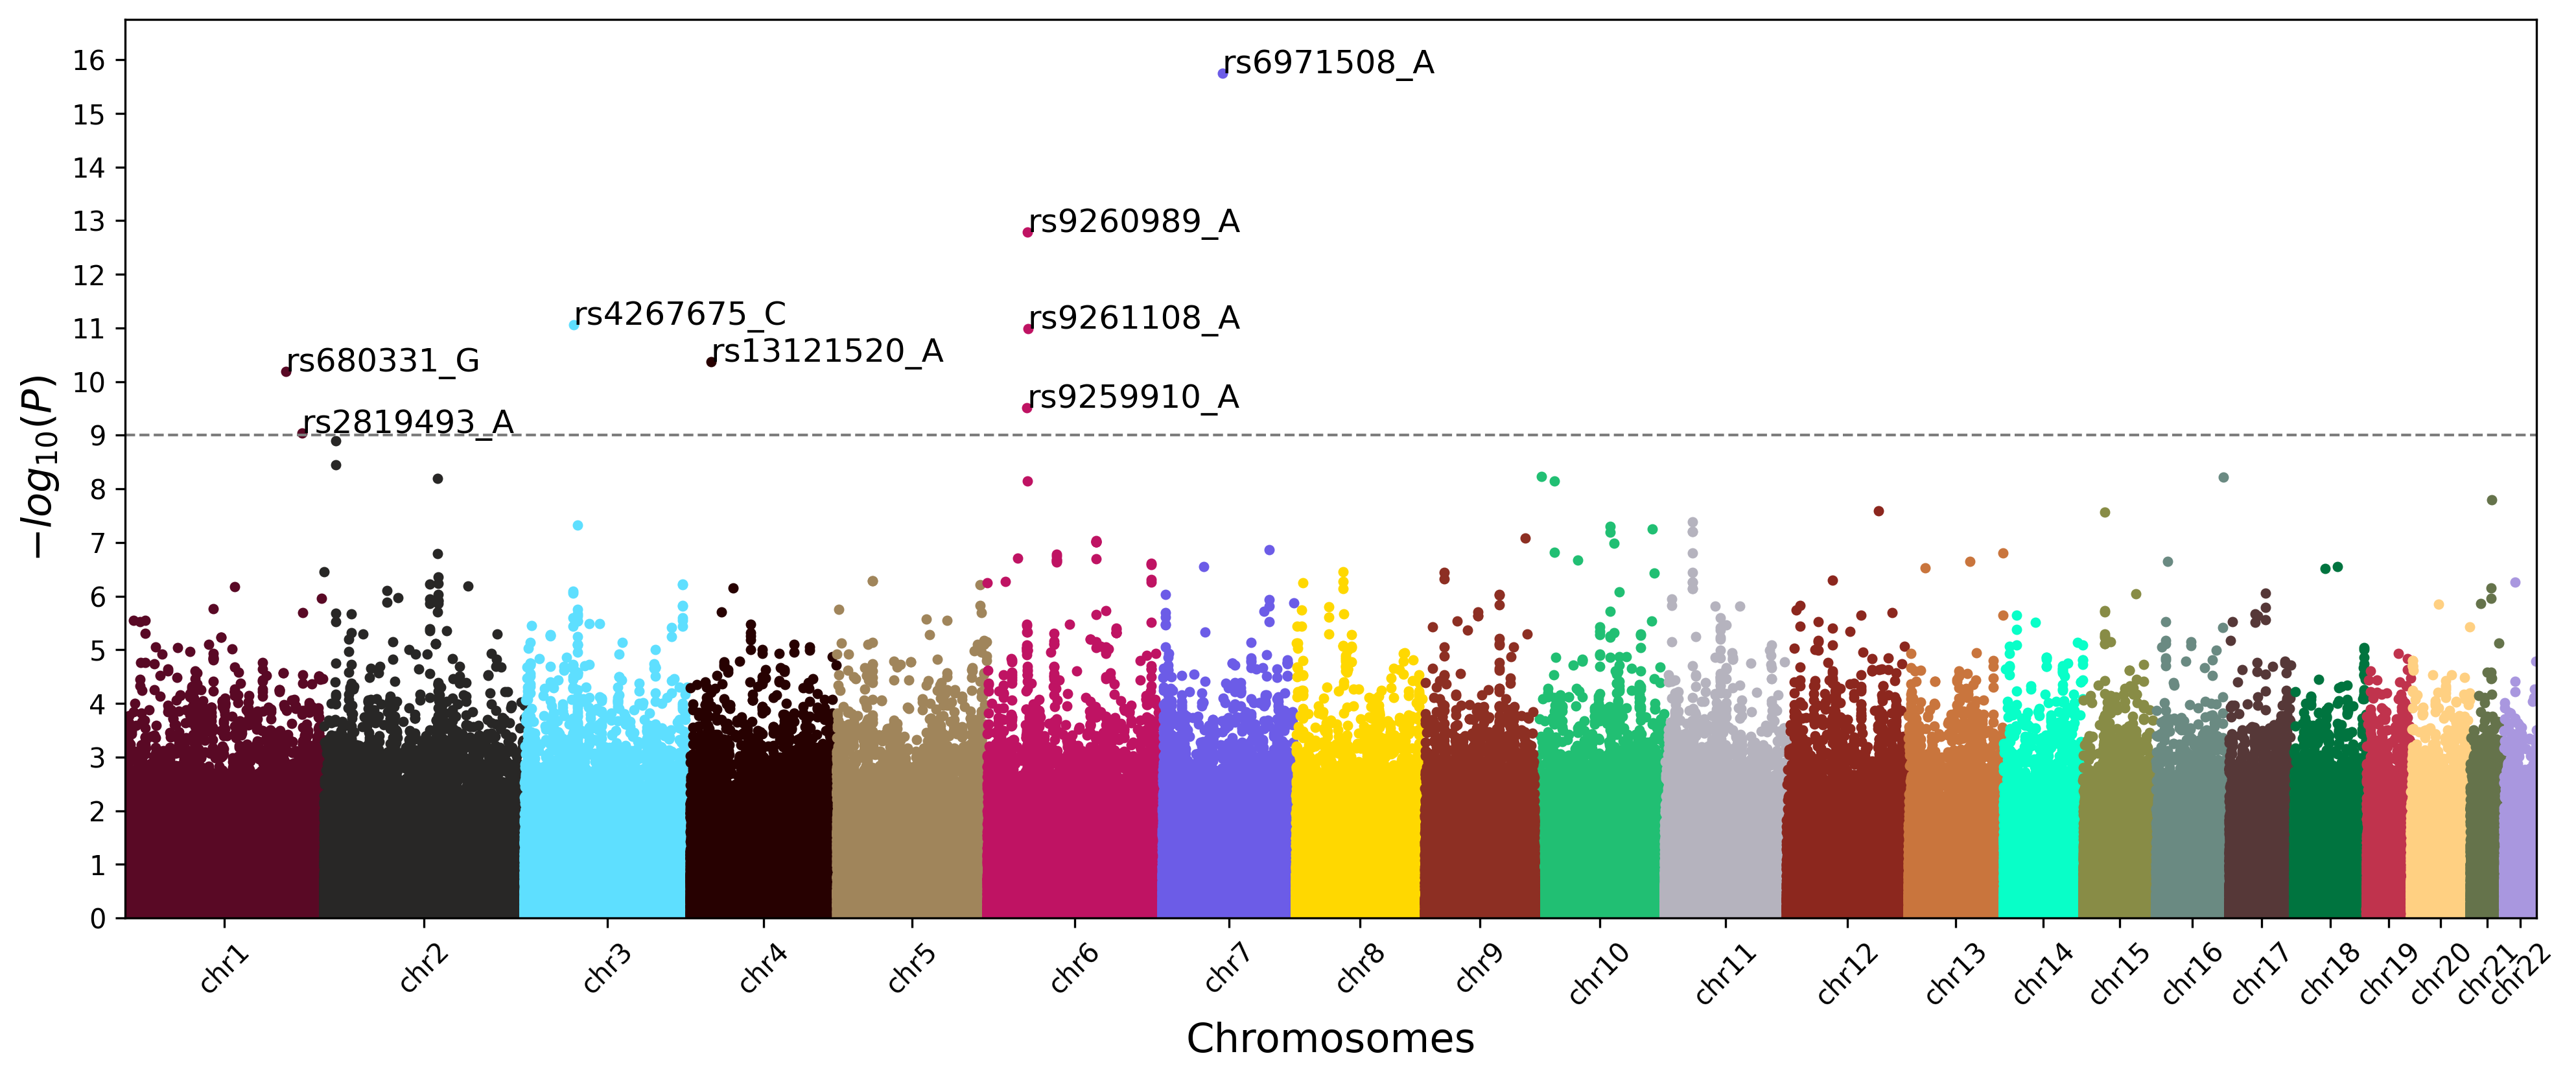 rs6971508_A
rs9260989_A
rs4267675_C
rs9261108_A
rs13121520_A
rs680331_G
rs9259910_A
rs2819493_A
16
15
14
13
12
11
10
9
8
7
6
5
4
3
2
1
0
−log10(P)
chr1 chr2 chr3 chr4 chr5 chr6 chr7 chr8 chr9 chr10 chr11 chr12 chr13 chr14 chr15 chr16 chr17 chr18 chr19 chr20 chr21 chr22
Chromosomes